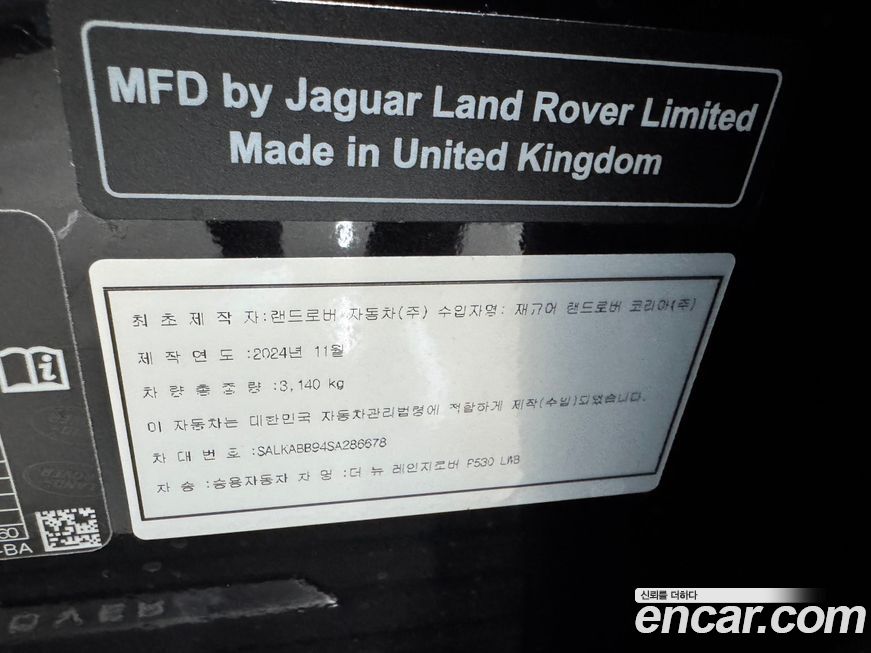 MFD by Jaguar Land Rover Limited
Made in United Kingdom
최 초 제 작 자 :랜드로버 자동차(주) 수입자명: 재규어 랜드로버 코리아(주)
제 작 연 도 :2024년 11월
차 량 총 중 량 :3,140 kg
이 자동차는 대한민국 자동차관리법령에 적합하게 제작(수입)되었습니다.
차 대 번 호 :SALKABB94SA286678
차 종 :승용자동차 차 명 :더 뉴 레인지로버 P530 LWB
60
-BA
OVER
신뢰를 더하다
encar.com